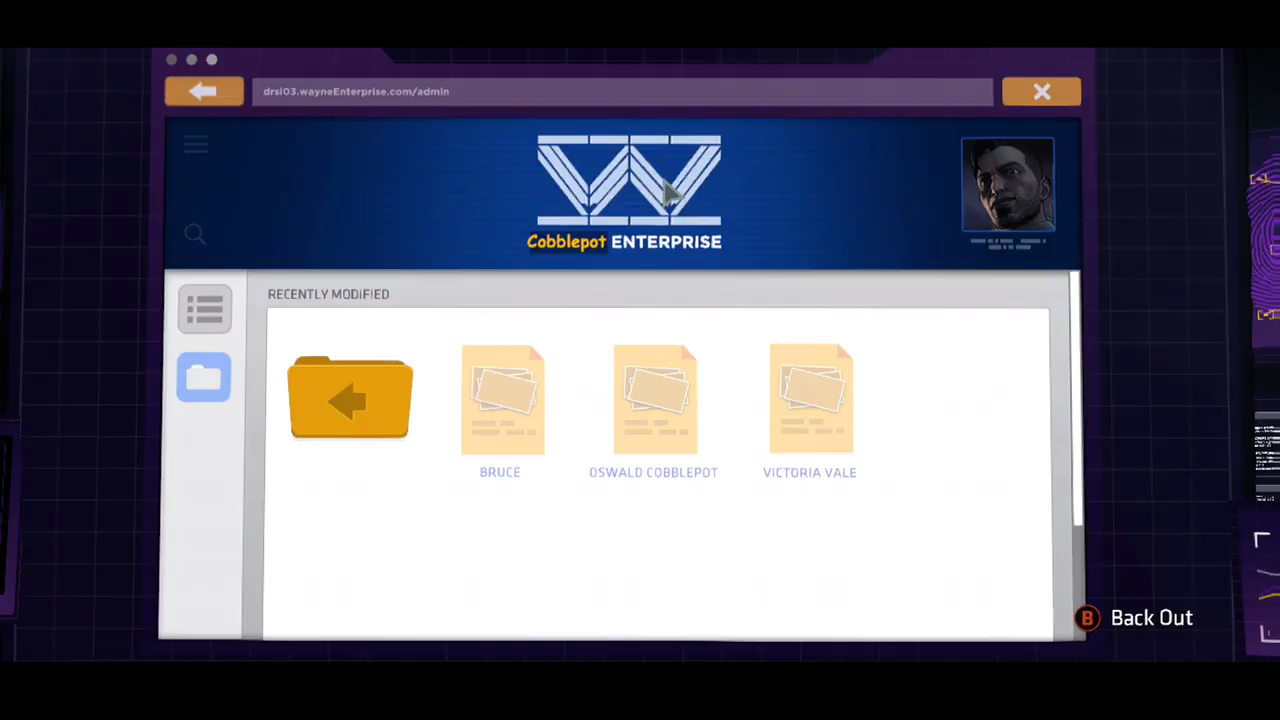 drsl03.wayneEnterprise.com/admin
Cobblepot ENTERPRISE
RECENTLY MODIFIED
BRUCE
OSWALD COBBLEPOT
VICTORIA VALE
B Back Out